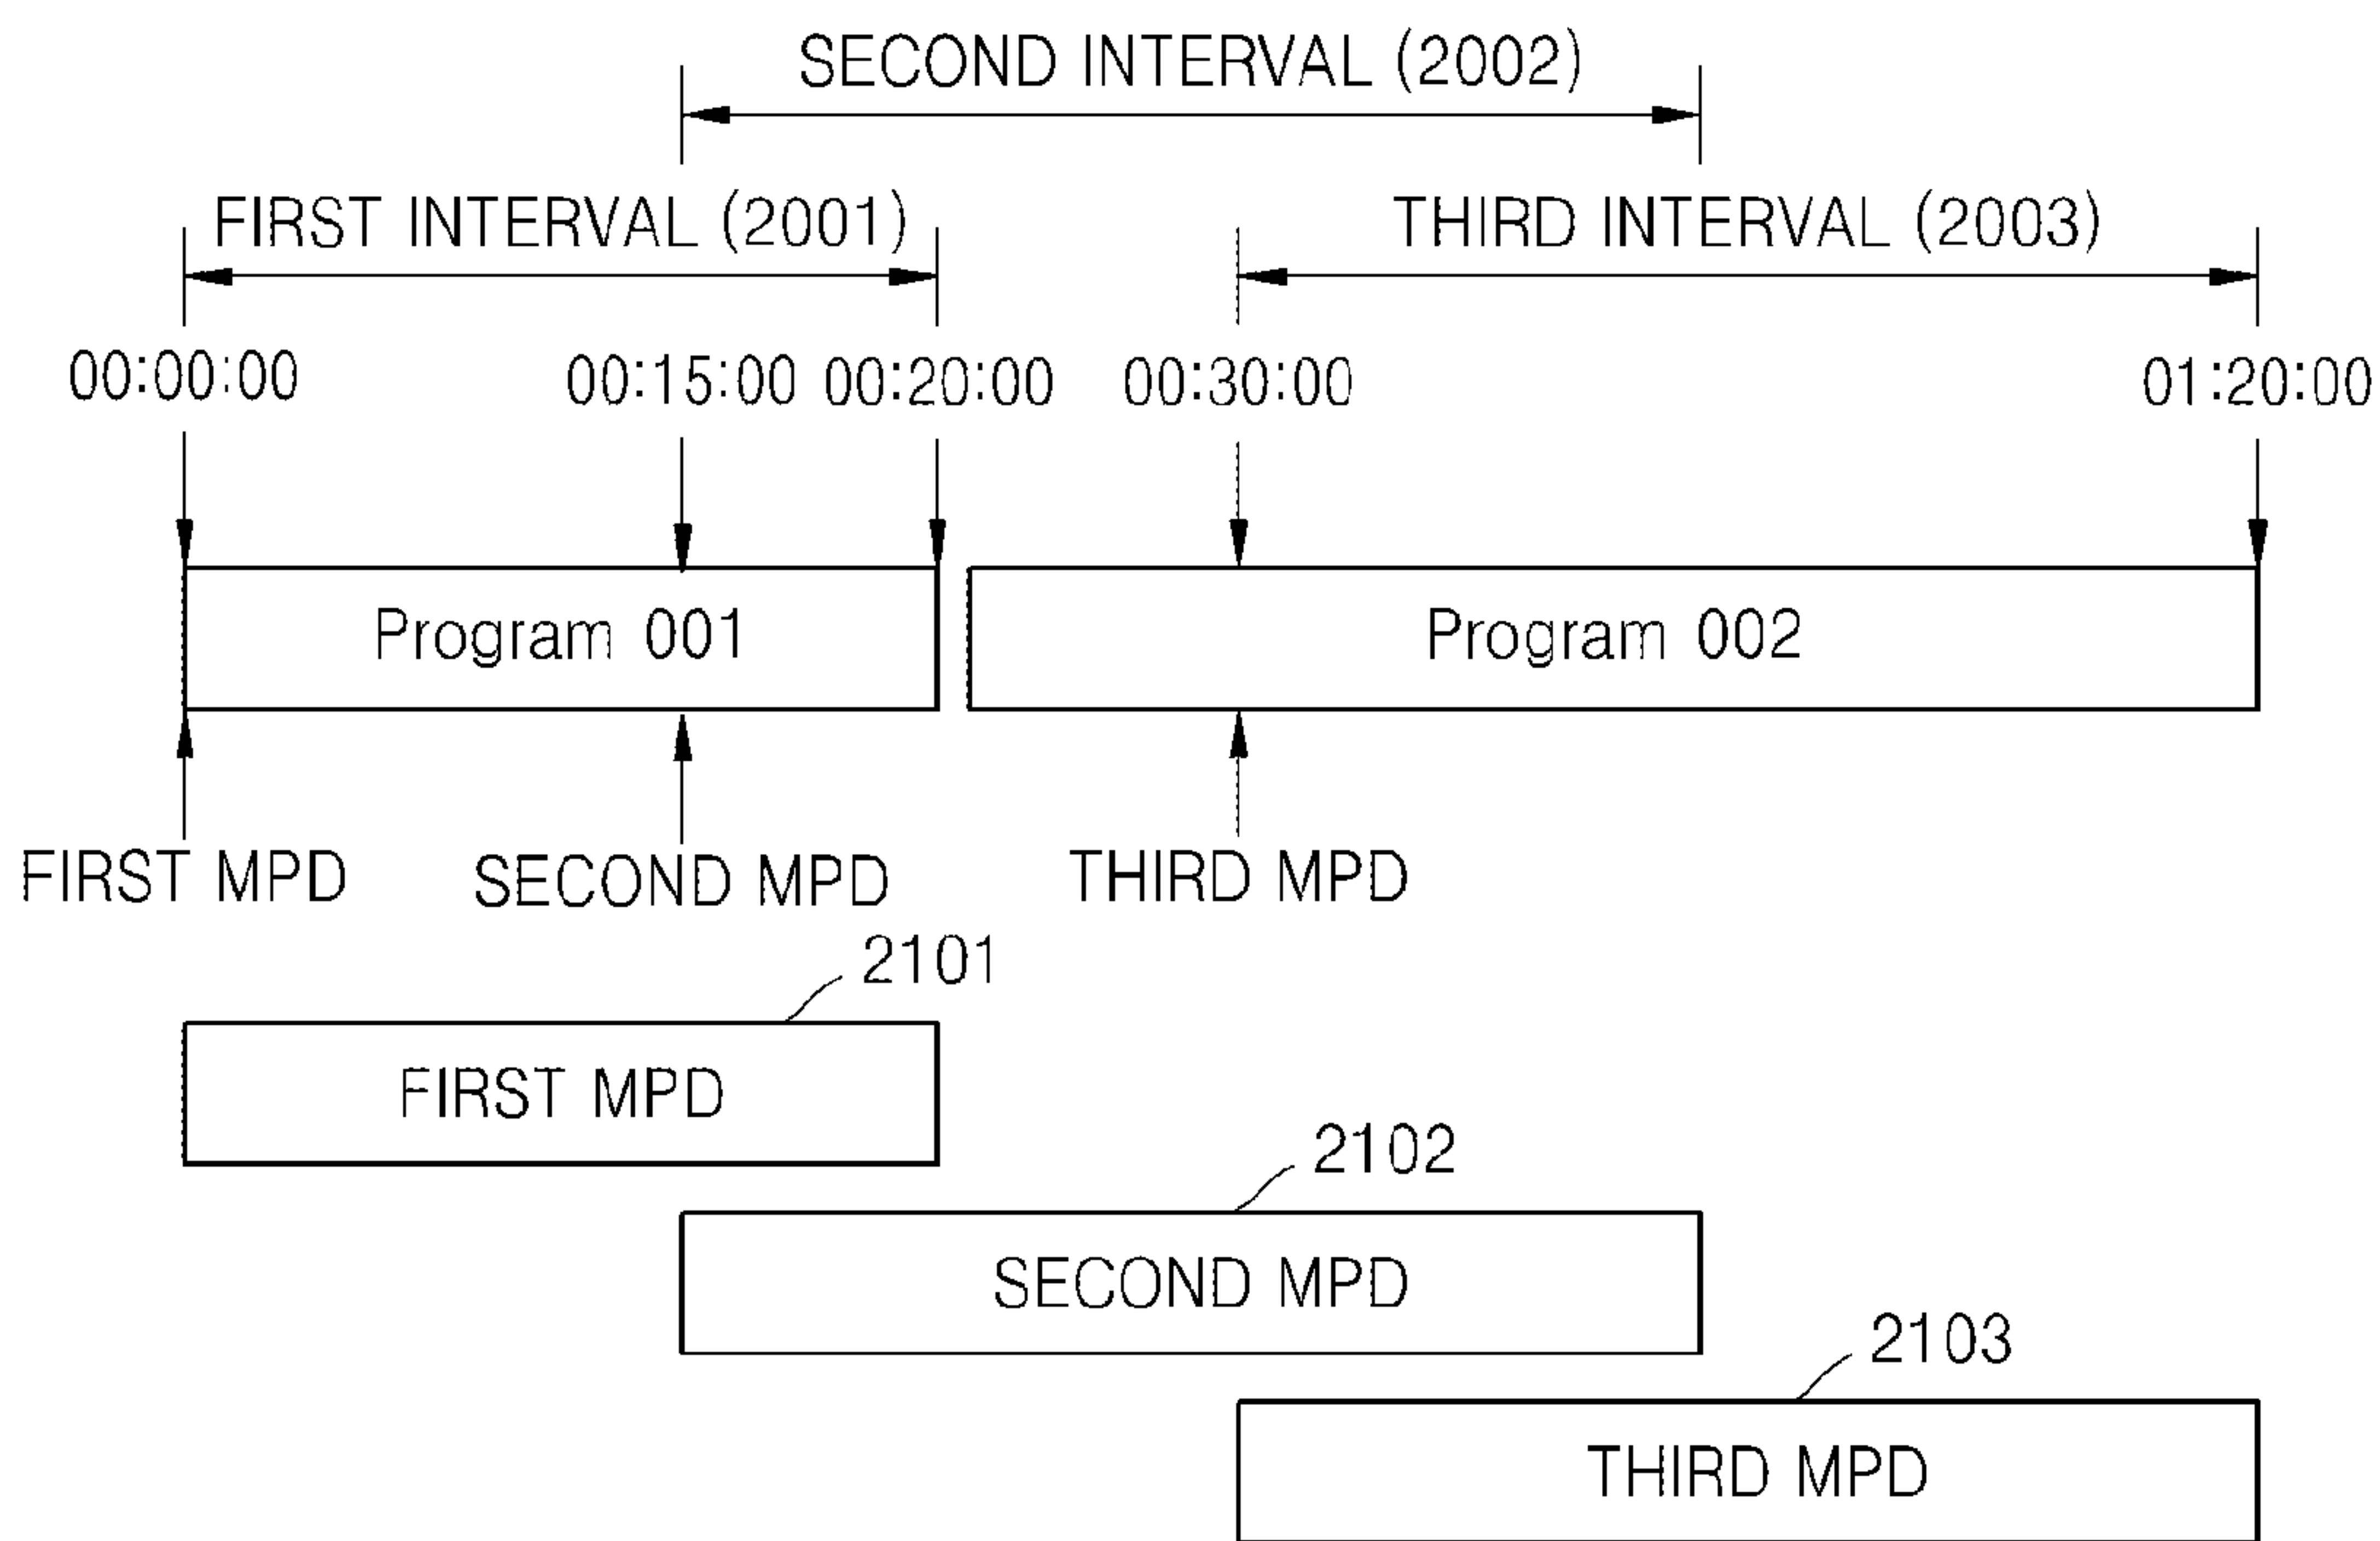 SECOND INTERVAL (2002)
FIRST INTERVAL (2001)
THIRD INTERVAL (2003)
00:00:00
00:15:00
00:20:00
00:30:00
01:20:00
Program 001
Program 002
FIRST MPD
SECOND MPD
THIRD MPD
2101
FIRST MPD
2102
SECOND MPD
2103
THIRD MPD